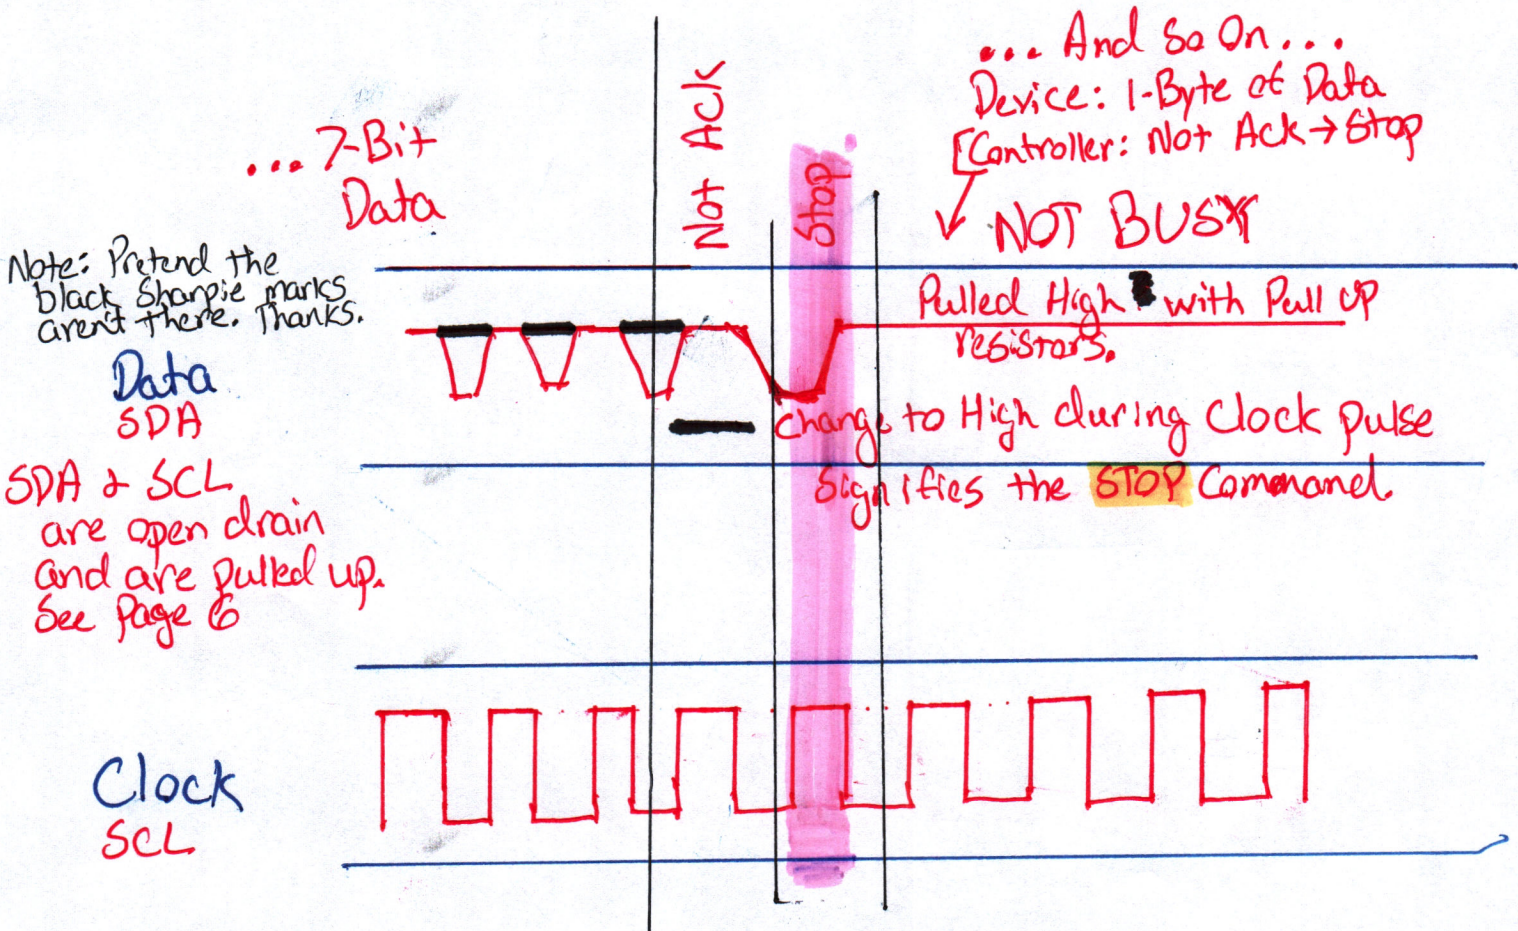 ... And So On...
Device: 1-Byte of Data
[Controller: Not Ack → Stop
NOT BUSY
... 7-Bit
Data
Not Ack
Stop
Note: Pretend the
black Sharpie marks
aren't there. Thanks.
Pulled High with Pull UP
resistors.
Data
SDA
Change to High during Clock pulse
Signifies the STOP Command.
SDA & SCL
are open drain
and are pulled up.
See Page 6
Clock
SCL